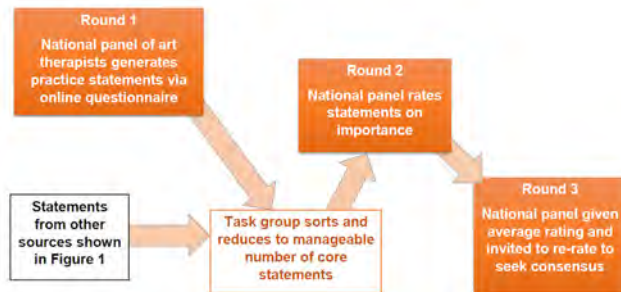 Round 1
National panel of art
therapists generates
practice statements via
online questionnaire
Round 2
National panel rates
statements on
importance
Statements
from other
sources shown
in Figure 1
Task group sorts and
reduces to manageable
number of core
statements
Round 3
National panel given
average rating and
invited to re-rate to
seek consensus